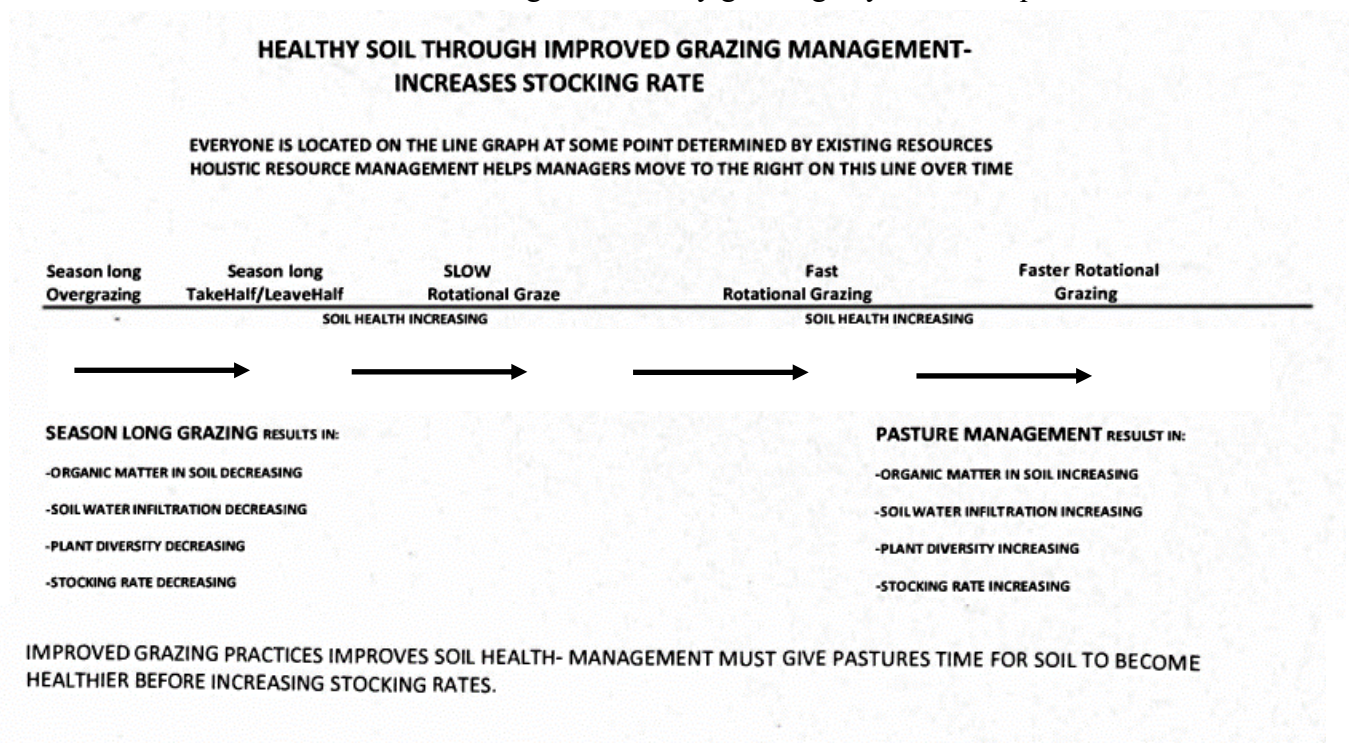 HEALTHY SOIL THROUGH IMPROVED GRAZING MANAGEMENT-
INCREASES STOCKING RATE
EVERYONE IS LOCATED ON THE LINE GRAPH AT SOME POINT DETERMINED BY EXISTING RESOURCES
HOLISTIC RESOURCE MANAGEMENT HELPS MANAGERS MOVE TO THE RIGHT ON THIS LINE OVER TIME
Season long Season long SLOW Fast Faster Rotational
Overgrazing TakeHalf/LeaveHalf Rotational Graze Rotational Grazing Grazing
SOIL HEALTH INCREASING SOIL HEALTH INCREASING
SEASON LONG GRAZING RESULTS IN:
-ORGANIC MATTER IN SOIL DECREASING
-SOIL WATER INFILTRATION DECREASING
-PLANT DIVERSITY DECREASING
-STOCKING RATE DECREASING
PASTURE MANAGEMENT RESULST IN:
-ORGANIC MATTER IN SOIL INCREASING
-SOIL WATER INFILTRATION INCREASING
-PLANT DIVERSITY INCREASING
-STOCKING RATE INCREASING
IMPROVED GRAZING PRACTICES IMPROVES SOIL HEALTH- MANAGEMENT MUST GIVE PASTURES TIME FOR SOIL TO BECOME
HEALTHIER BEFORE INCREASING STOCKING RATES.